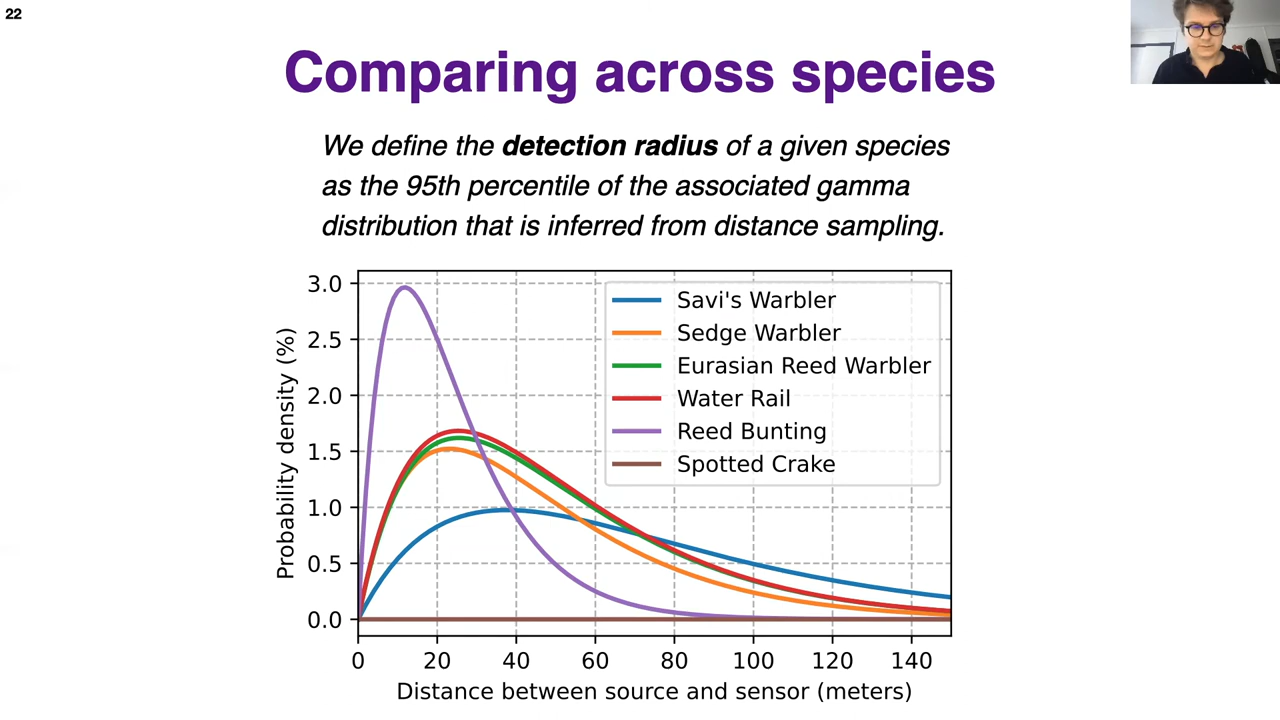 22
Comparing across species
We define the detection radius of a given species
as the 95th percentile of the associated gamma
distribution that is inferred from distance sampling.
Probability density (%)
3.0
2.5
2.0
1.5
1.0
0.5
0.0
Savi's Warbler
Sedge Warbler
Eurasian Reed Warbler
Water Rail
Reed Bunting
Spotted Crake
0 20 40 60 80 100 120 140
Distance between source and sensor (meters)